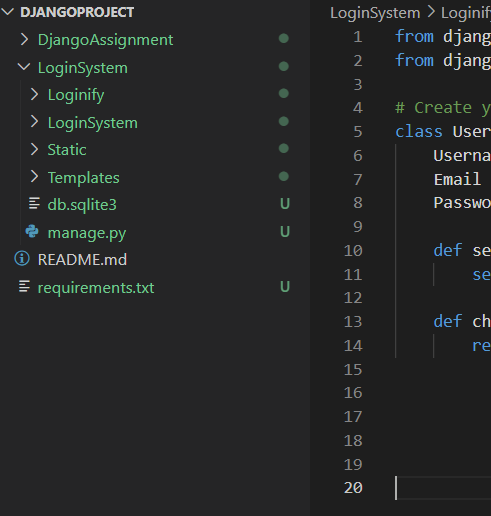 DJANGOPROJECT
DjangoAssignment
LoginSystem
Loginify
LoginSystem
Static
Templates
db.sqlite3 U
manage.py U
README.md
requirements.txt U
LoginSystem > Loginify
1 from djang
2 from djang
3
4 # Create y
5 class User
6 Userna
7 Email
8 Passwo
9
10 def se
11 se
12
13 def ch
14 re
15
16
17
18
19
20